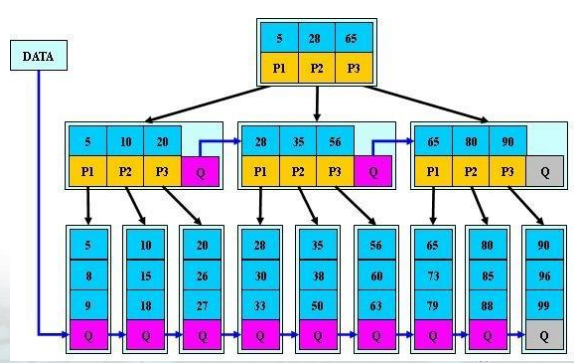 5 28 65
DATA
P1 P2 P3
5 10 20
28 35 56
65 80 90
P1 P2 P3 Q
P1 P2 P3 Q
P1 P2 P3 Q
5 10 20 28 35 56 65 80 90
8 15 26 30 38 60 73 85 96
9 18 27 33 50 63 79 88 99
Q Q Q Q Q Q Q Q Q